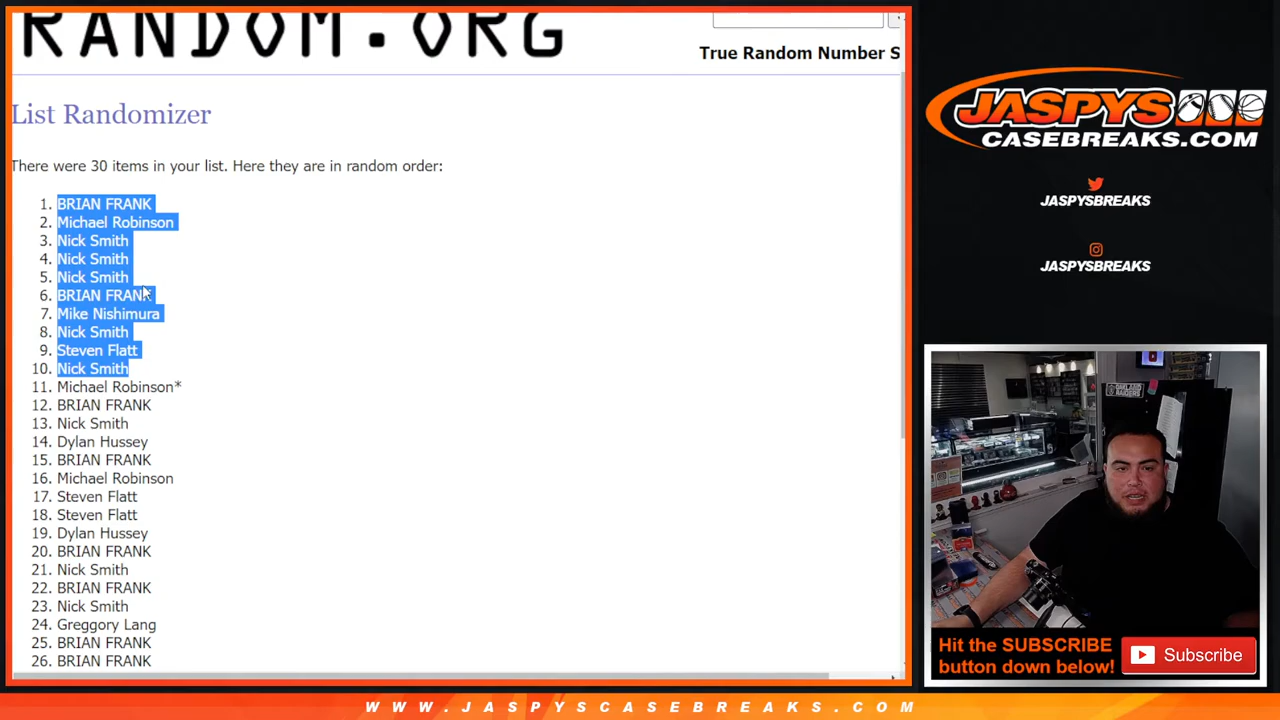 RANDOM.ORG
True Random Number S
List Randomizer
There were 30 items in your list. Here they are in random order:
1. BRIAN FRANK
2. Michael Robinson
3. Nick Smith
4. Nick Smith
5. Nick Smith
6. BRIAN FRANK
7. Mike Nishimura
8. Nick Smith
9. Steven Flatt
10. Nick Smith
11. Michael Robinson*
12. BRIAN FRANK
13. Nick Smith
14. Dylan Hussey
15. BRIAN FRANK
16. Michael Robinson
17. Steven Flatt
18. Steven Flatt
19. Dylan Hussey
20. BRIAN FRANK
21. Nick Smith
22. BRIAN FRANK
23. Nick Smith
24. Greggory Lang
25. BRIAN FRANK
26. BRIAN FRANK
JASPYS
CASEBREAKS.COM
JASPYSBREAKS
JASPYSBREAKS
OAKLAND
RAIDERS
Hit the SUBSCRIBE
button down below!
Subscribe
WWW.JASPYSCASEBREAKS.COM